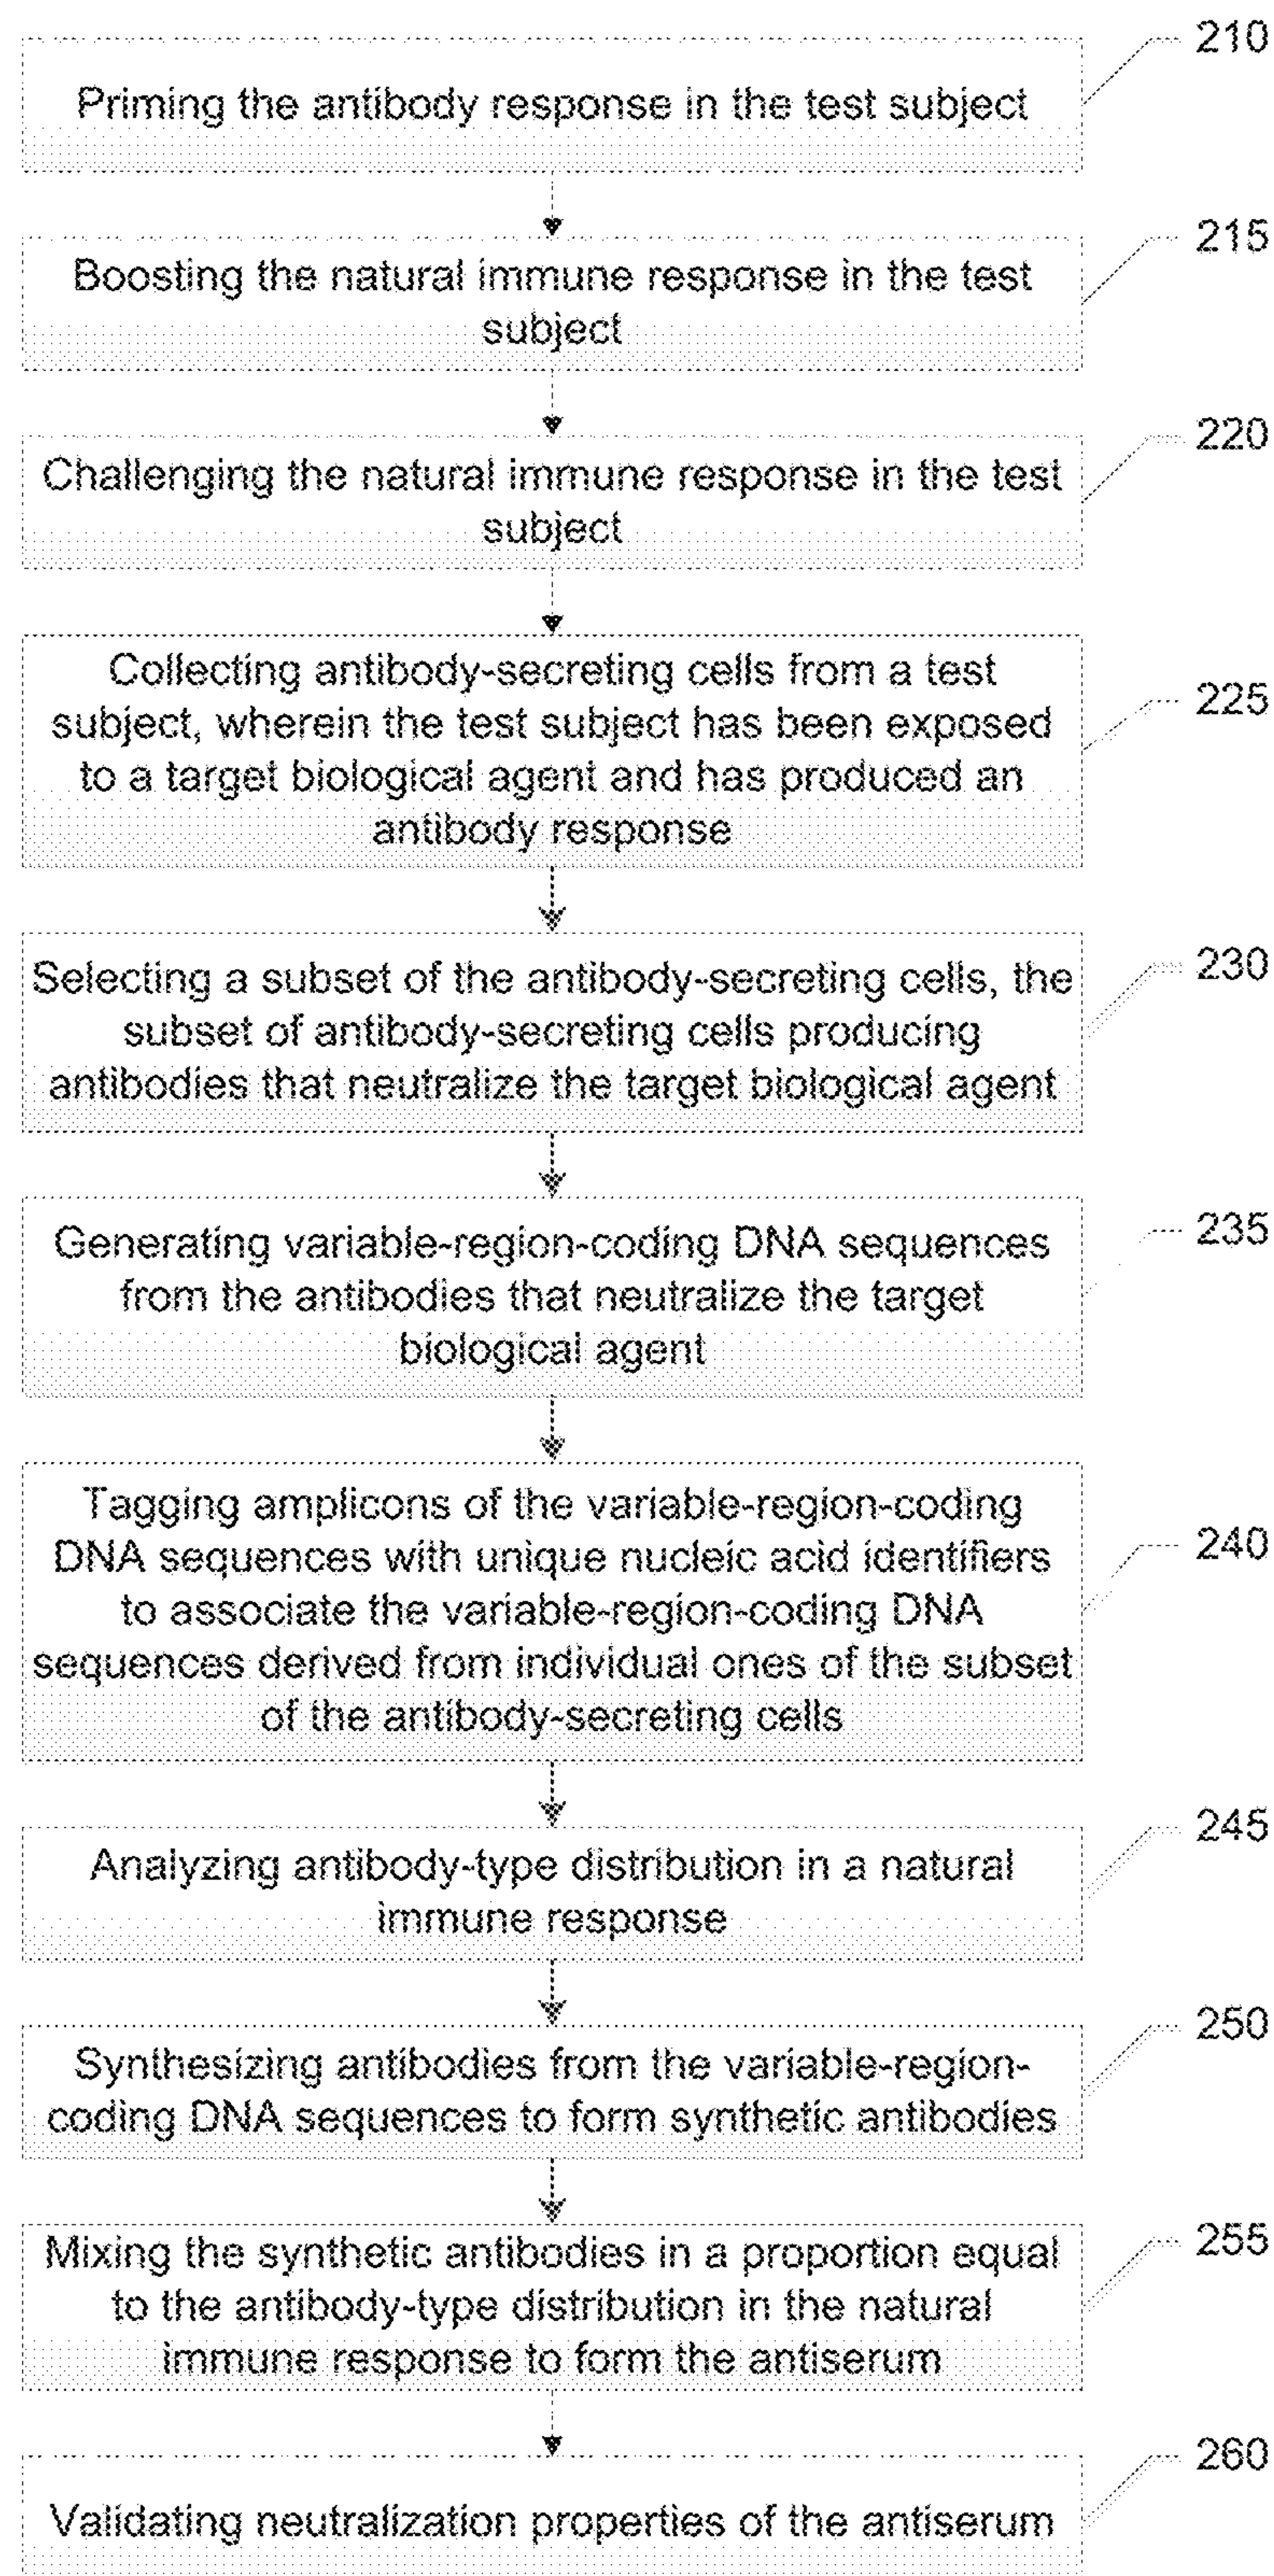 210
Priming the antibody response in the test subject
215
Boosting the natural immune response in the test
subject
220
Challenging the natural immune response in the test
subject
Collecting antibody-secreting cells from a test
subject, wherein the test subject has been exposed
to a target biological agent and has produced an
antibody response
225
Selecting a subset of the antibody-secreting cells, the
subset of antibody-secreting cells producing
antibodies that neutralize the target biological agent
230
Generating variable-region-coding DNA sequences
from the antibodies that neutralize the target
biological agent
235
Tagging amplicons of the variable-region-coding
DNA sequences with unique nucleic acid identifiers
to associate the variable-region-coding DNA
sequences derived from individual ones of the subset
of the antibody-secreting cells
240
Analyzing antibody-type distribution in a natural
immune response
245
Synthesizing antibodies from the variable-region-
coding DNA sequences to form synthetic antibodies
250
Mixing the synthetic antibodies in a proportion equal
to the antibody-type distribution in the natural
immune response to form the antiserum
255
Validating neutralization properties of the antiserum
260